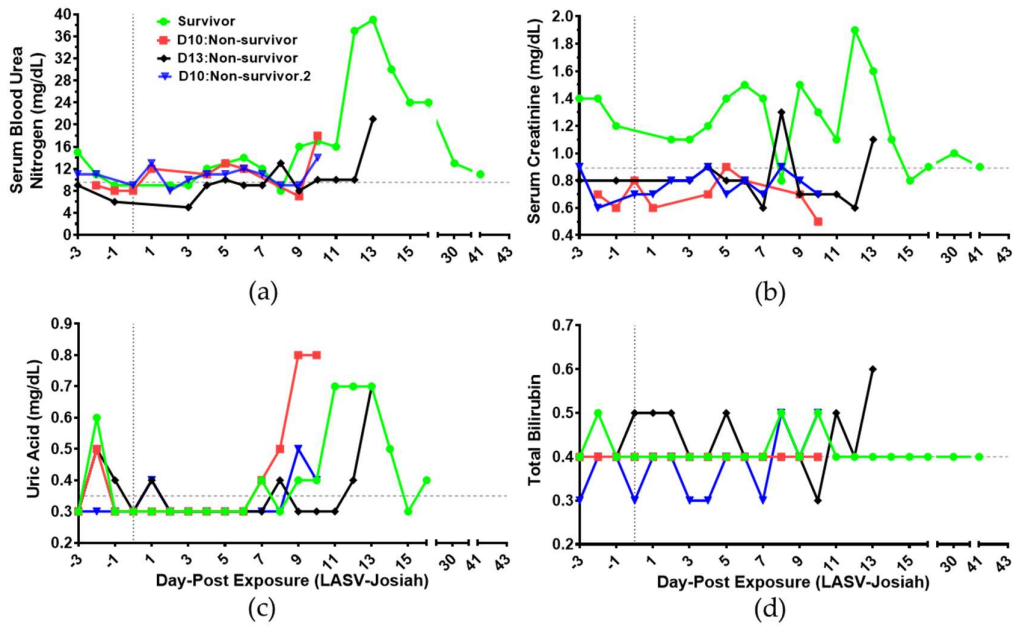 Serum Blood Urea
Nitrogen (mg/dL)
40
36
32
28
24
20
16
12
8
4
0
Survivor
D10:Non-survivor
D13:Non-survivor
D10:Non-survivor.2
-3 -1 1 3 5 7 9 11 13 15 30 41 43
(a)
Serum Creatinine (mg/dL)
2.0
1.8
1.6
1.4
1.2
1.0
0.8
0.6
0.4
-3 -1 1 3 5 7 9 11 13 15 30 41 43
(b)
Uric Acid (mg/dL)
0.9
0.8
0.7
0.6
0.5
0.4
0.3
0.2
-3 -1 1 3 5 7 9 11 13 15 30 41 43
Day-Post Exposure (LASV-Josiah)
(c)
Total Bilirubin
0.7
0.6
0.5
0.4
0.3
0.2
-3 -1 1 3 5 7 9 11 13 15 30 41 43
Day-Post Exposure (LASV-Josiah)
(d)